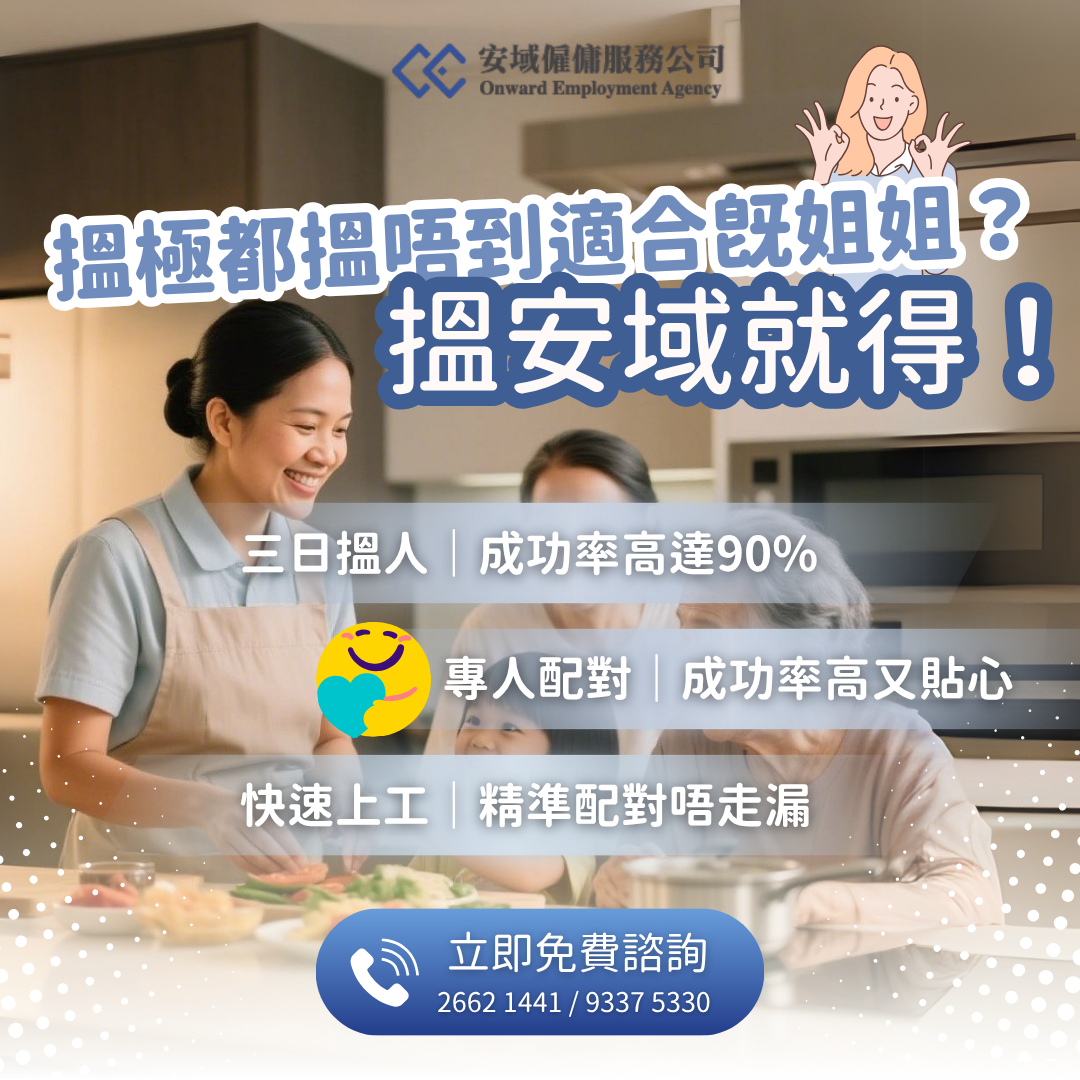 安域僱傭服務公司
Onward Employment Agency
搵極都搵唔到適合嘅姐姐？
搵安域就得！
三日搵人｜成功率高達90%
專人配對｜成功率高又貼心
快速上工｜精準配對唔走漏
立即免費諮詢
2662 1441 / 9337 5330